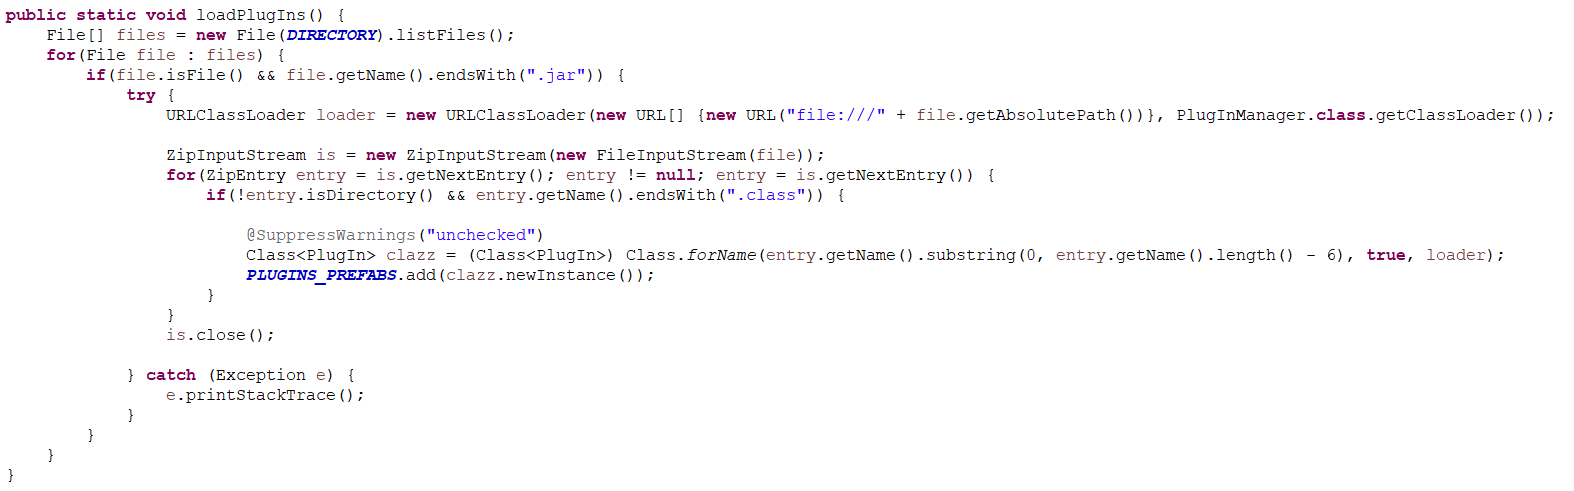 public static void loadPlugIns() {
    File[] files = new File(DIRECTORY).listFiles();
    for(File file : files) {
        if(file.isFile() && file.getName().endsWith(".jar")) {
            try {
                URLClassLoader loader = new URLClassLoader(new URL[] {new URL("file:///" + file.getAbsolutePath())}, PlugInManager.class.getClassLoader());

                ZipInputStream is = new ZipInputStream(new FileInputStream(file));
                for(ZipEntry entry = is.getNextEntry(); entry != null; entry = is.getNextEntry()) {
                    if(!entry.isDirectory() && entry.getName().endsWith(".class")) {

                        @SuppressWarnings("unchecked")
                        Class<PlugIn> clazz = (Class<PlugIn>) Class.forName(entry.getName().substring(0, entry.getName().length() - 6), true, loader);
                        PLUGINS_PREFABS.add(clazz.newInstance());
                    }
                }
                is.close();

            } catch (Exception e) {
                e.printStackTrace();
            }
        }
    }
}